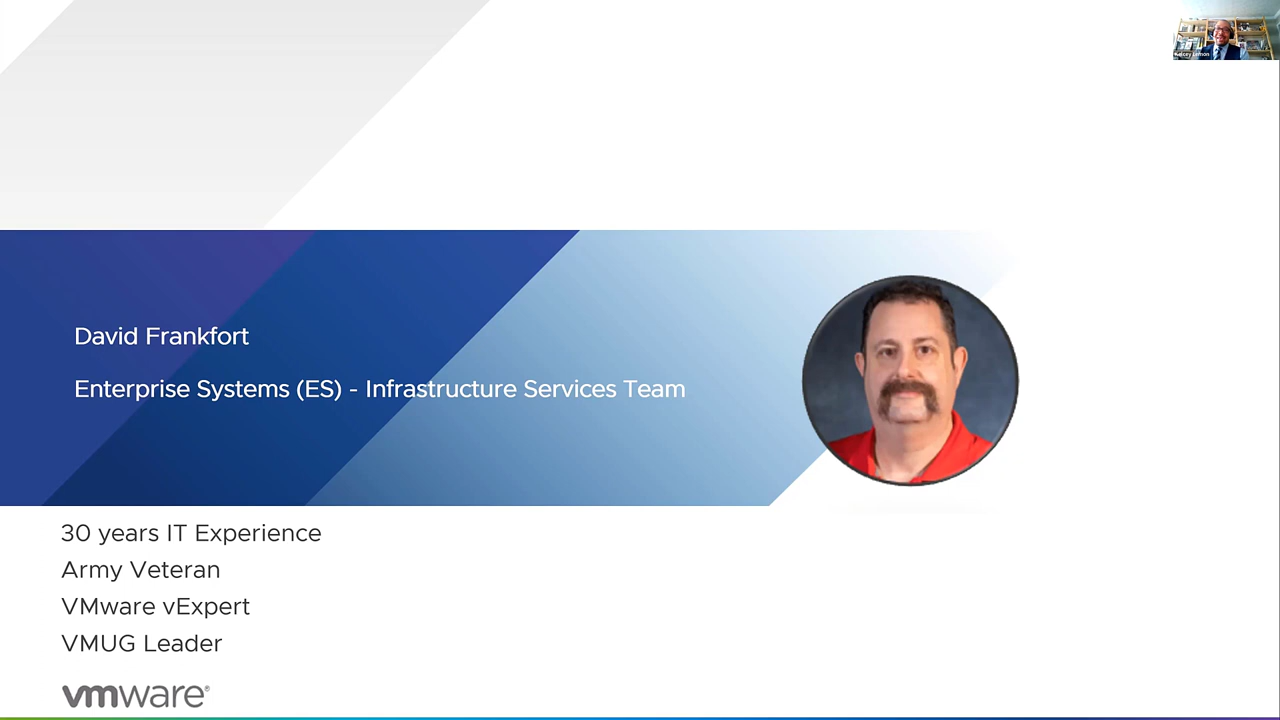 David Frankfort
Enterprise Systems (ES) - Infrastructure Services Team
30 years IT Experience
Army Veteran
VMware vExpert
VMUG Leader
vmware®